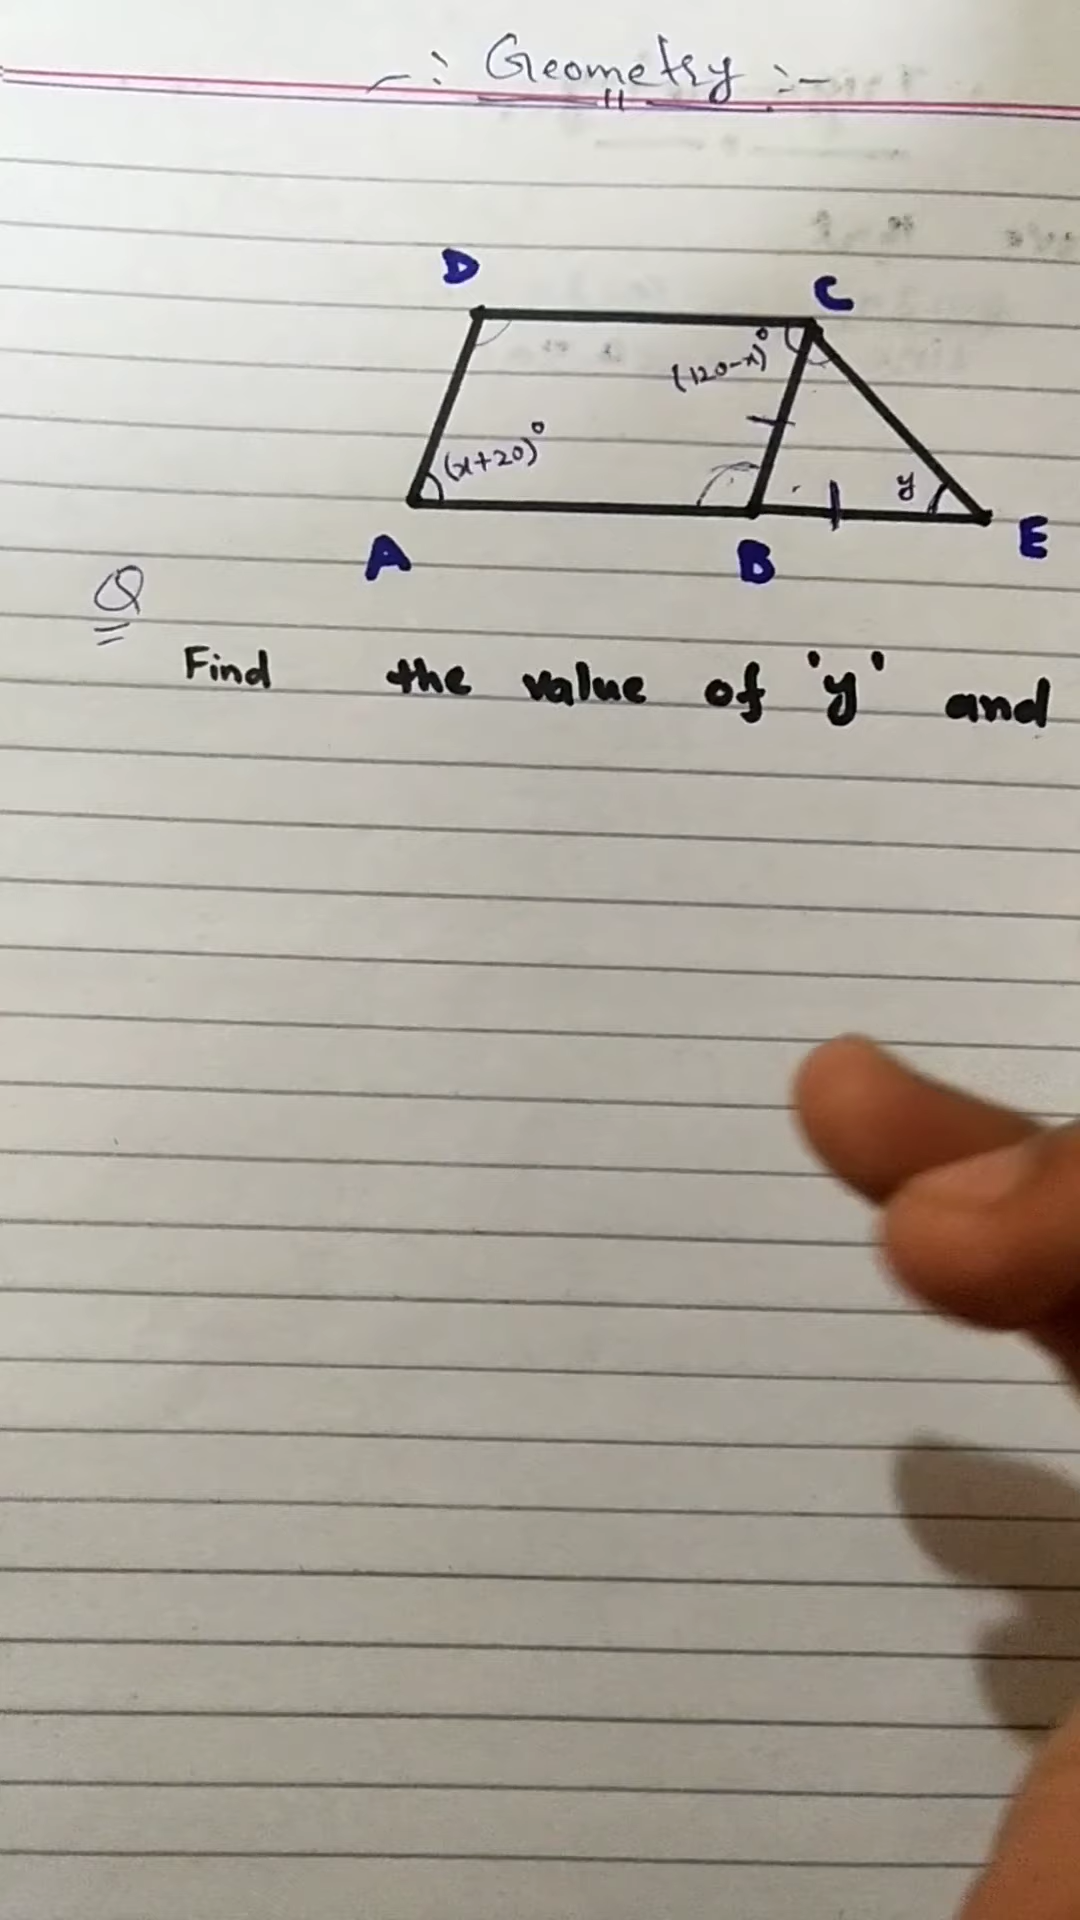 -: Geometry :-
D
C
(120-x)°
(x+20)°
y
A
B
E
Q
Find the value of 'y' and